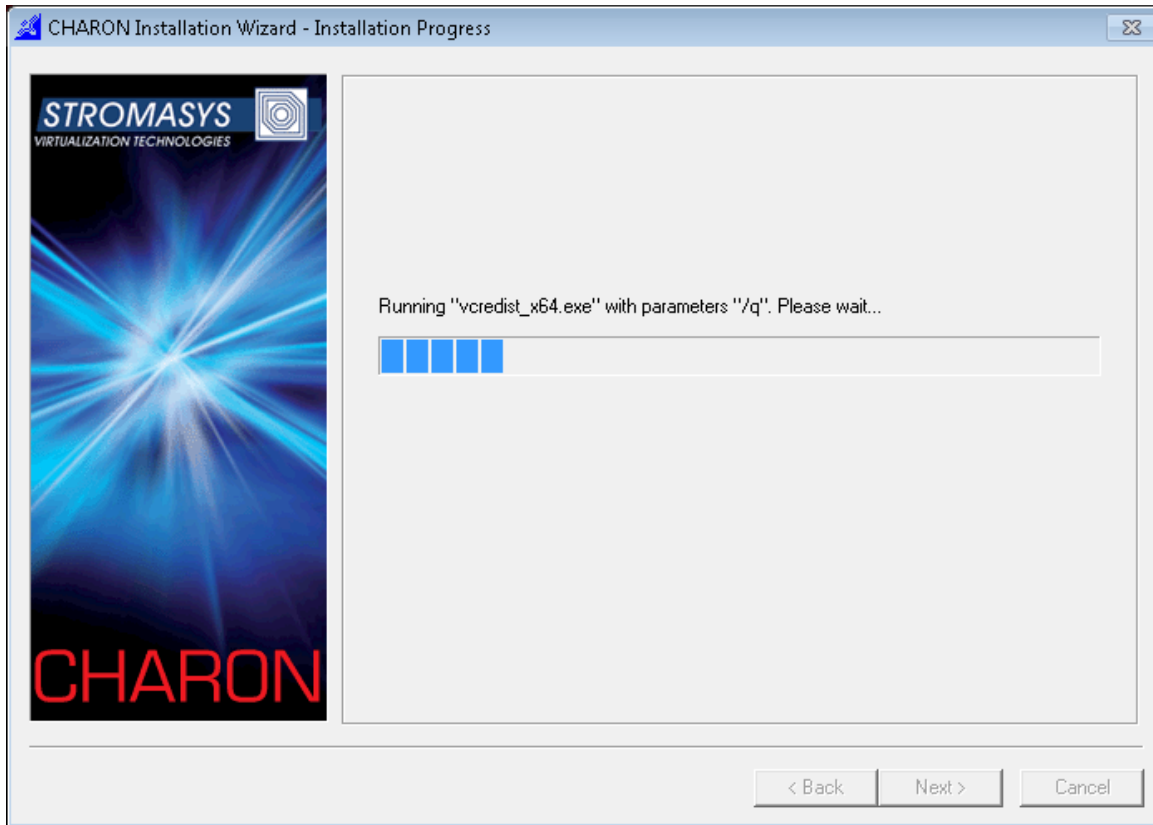 CHARON Installation Wizard - Installation Progress
STROMASYS
VIRTUALIZATION TECHNOLOGIES
Running "vcredist_x64.exe" with parameters "/q". Please wait...
CHARON
< Back Next > Cancel